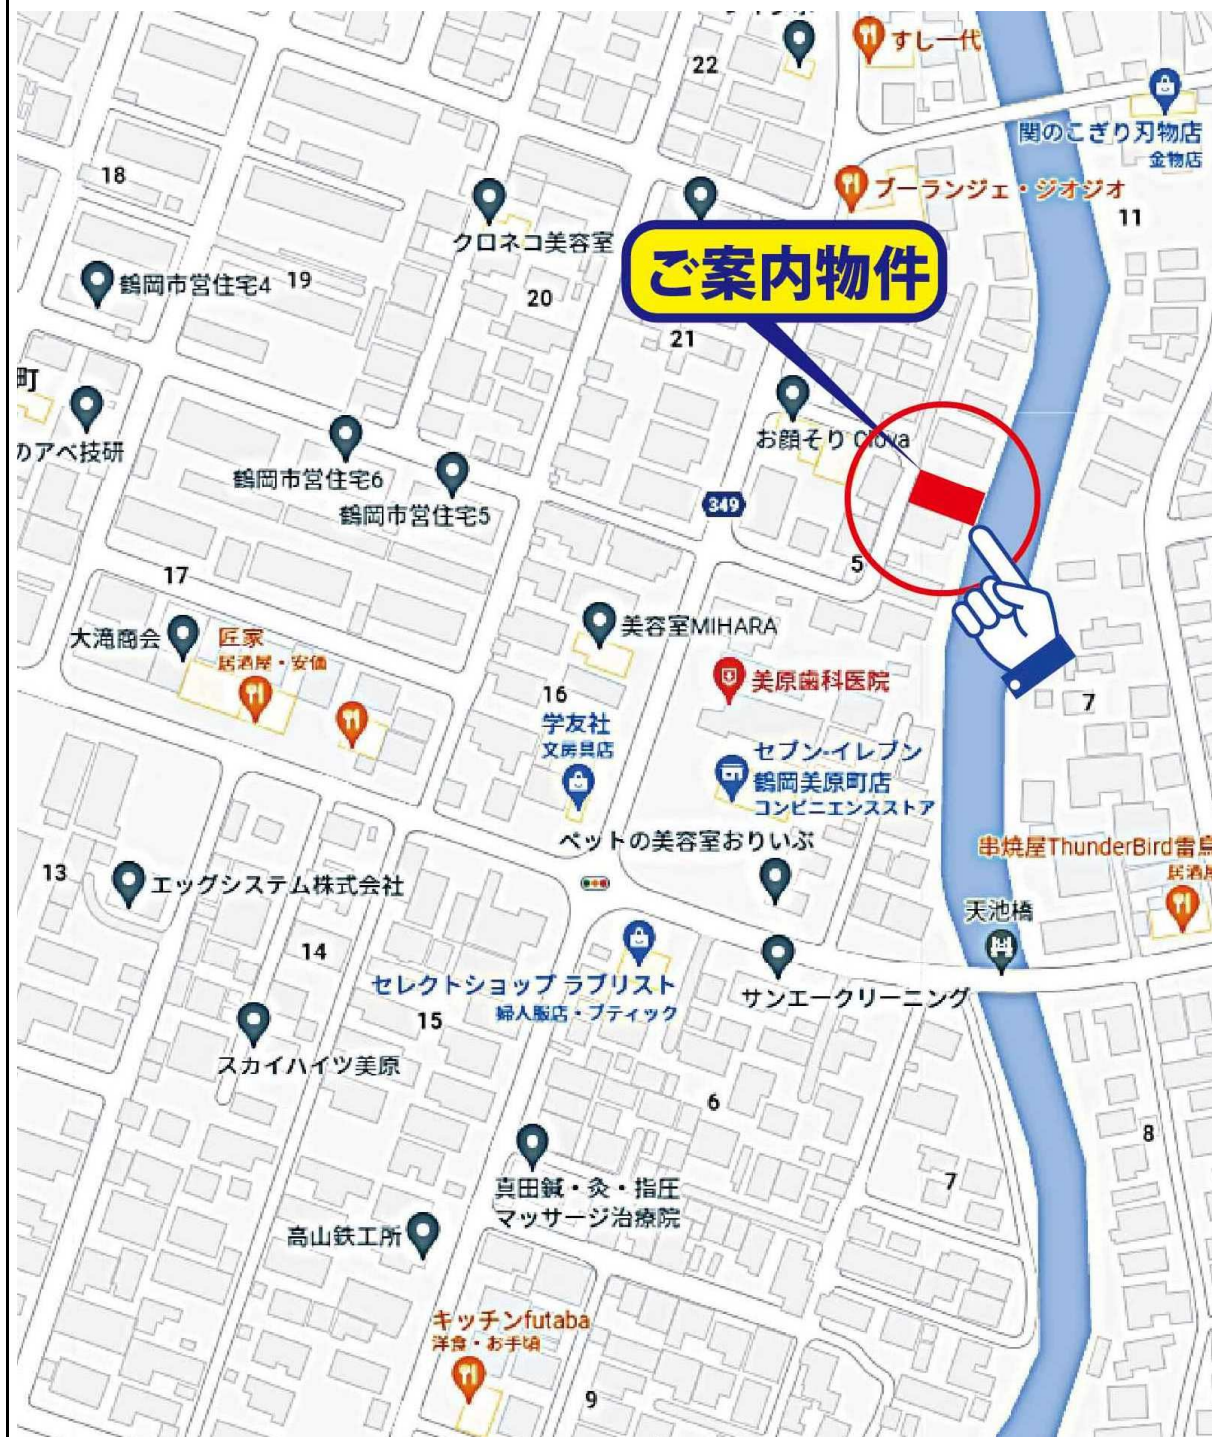 22
すし一代
関のこぎり刃物店
金物店
18
ブーランジェ・ジオジオ
11
クロネコ美容室
ご案内物件
鶴岡市営住宅4
19
20
21
町
お顔そり Clova
のアベ技研
鶴岡市営住宅6
鶴岡市営住宅5
349
5
17
大滝商会
匠家
居酒屋・安価
美容室MIHARA
16
美原歯科医院
7
学友社
文房具店
セブン-イレブン
鶴岡美原町店
コンビニエンスストア
ペットの美容室おりいぶ
串焼屋ThunderBird雷鳥
居酒屋
13
エッグシステム株式会社
天池橋
14
セレクトショップ ラブリスト
婦人服店・ブティック
サンエークリーニング
15
スカイハイツ美原
6
8
真田鍼・灸・指圧
マッサージ治療院
7
高山鉄工所
キッチンfutaba
洋食・お手頃
9